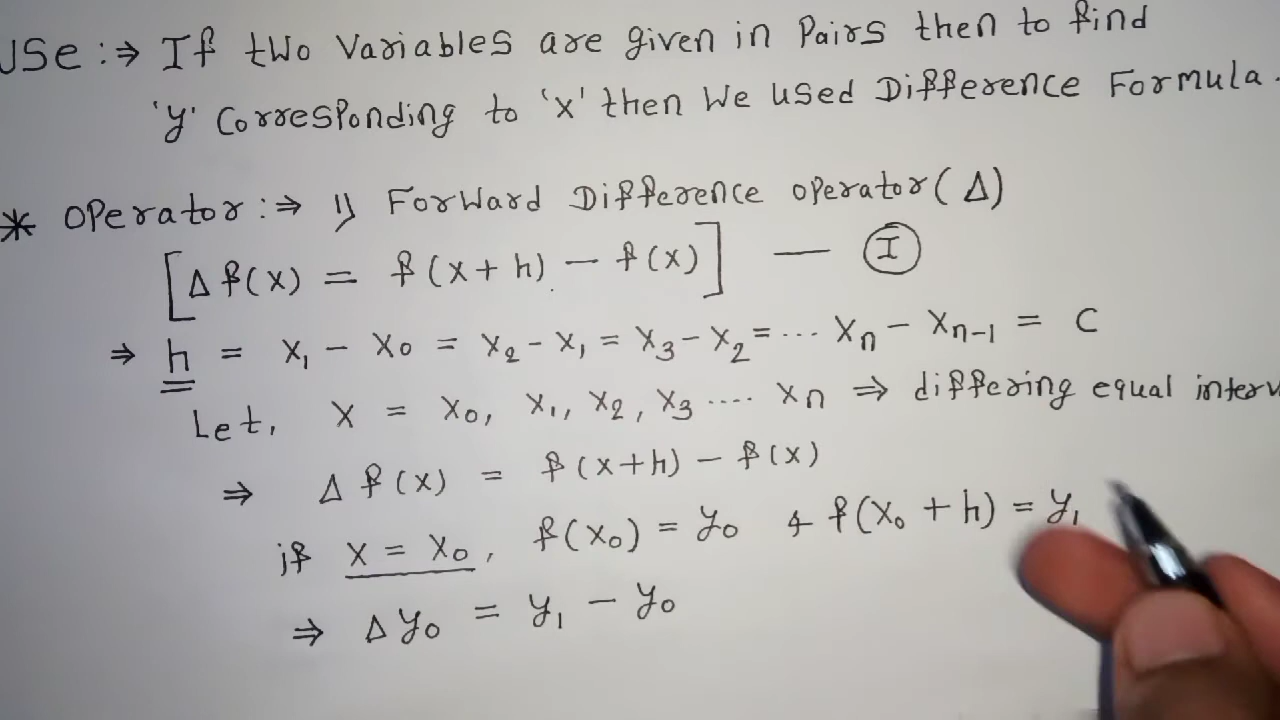 USe :⇒ If two Variables are given in Pairs then to find
'y' Corresponding to 'x' then We used Difference Formula.
* Operator :⇒ 1) Forward Difference operator (Δ)
[Δ f(x) = f(x+h) - f(x)] — (I)
⇒ h = x₁ - x₀ = x₂ - x₁ = x₃ - x₂ = ... xₙ - xₙ₋₁ = c
Let, x = x₀, x₁, x₂, x₃ .... xₙ ⇒ differing equal interv
⇒ Δ f(x) = f(x+h) - f(x)
if x = x₀, f(x₀) = y₀ & f(x₀ + h) = y₁
⇒ Δy₀ = y₁ - y₀